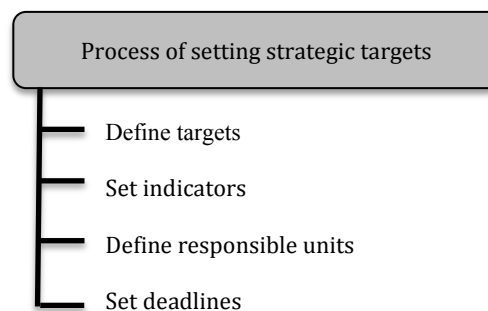 Process of setting strategic targets
Define targets
Set indicators
Define responsible units
Set deadlines